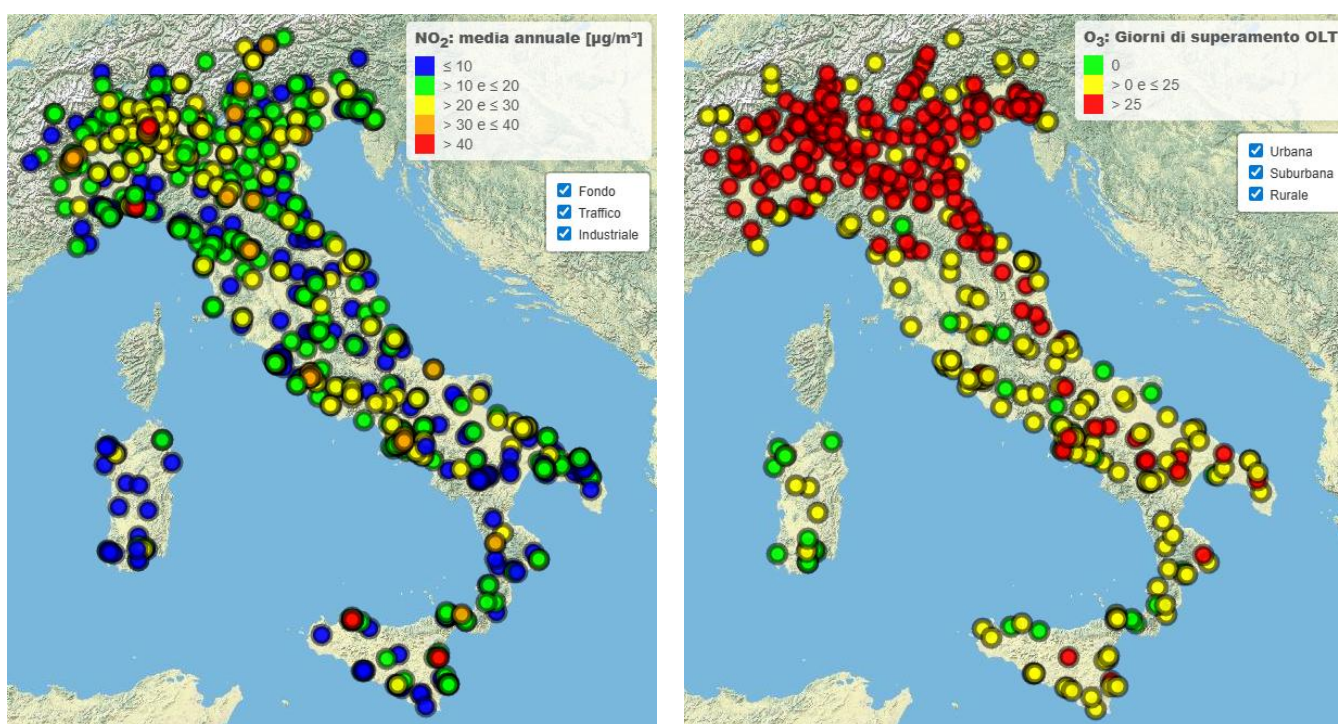 NO₂: media annuale [µg/m³]
≤ 10
> 10 e ≤ 20
> 20 e ≤ 30
> 30 e ≤ 40
> 40
Fondo
Traffico
Industriale
O₃: Giorni di superamento OLT
0
> 0 e ≤ 25
> 25
Urbana
Suburbana
Rurale